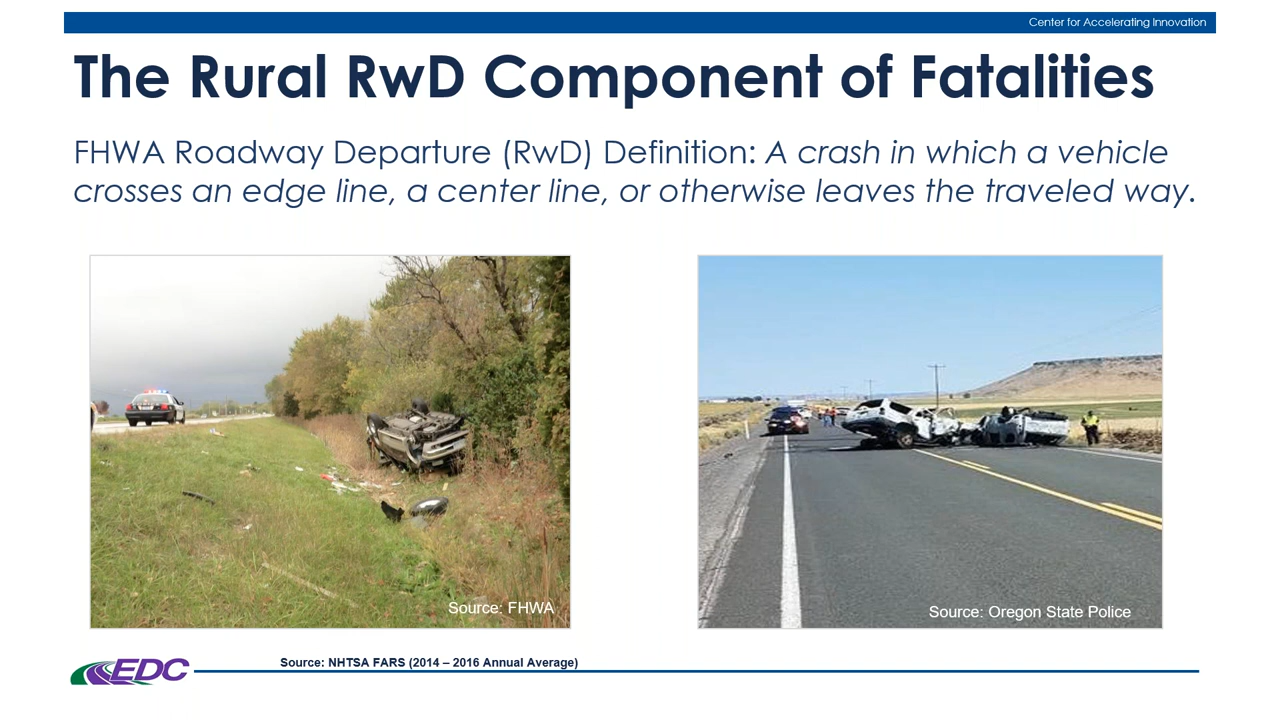 Center for Accelerating Innovation
The Rural RwD Component of Fatalities
FHWA Roadway Departure (RwD) Definition: A crash in which a vehicle
crosses an edge line, a center line, or otherwise leaves the traveled way.
Source: FHWA
Source: Oregon State Police
Source: NHTSA FARS (2014 – 2016 Annual Average)
EDC